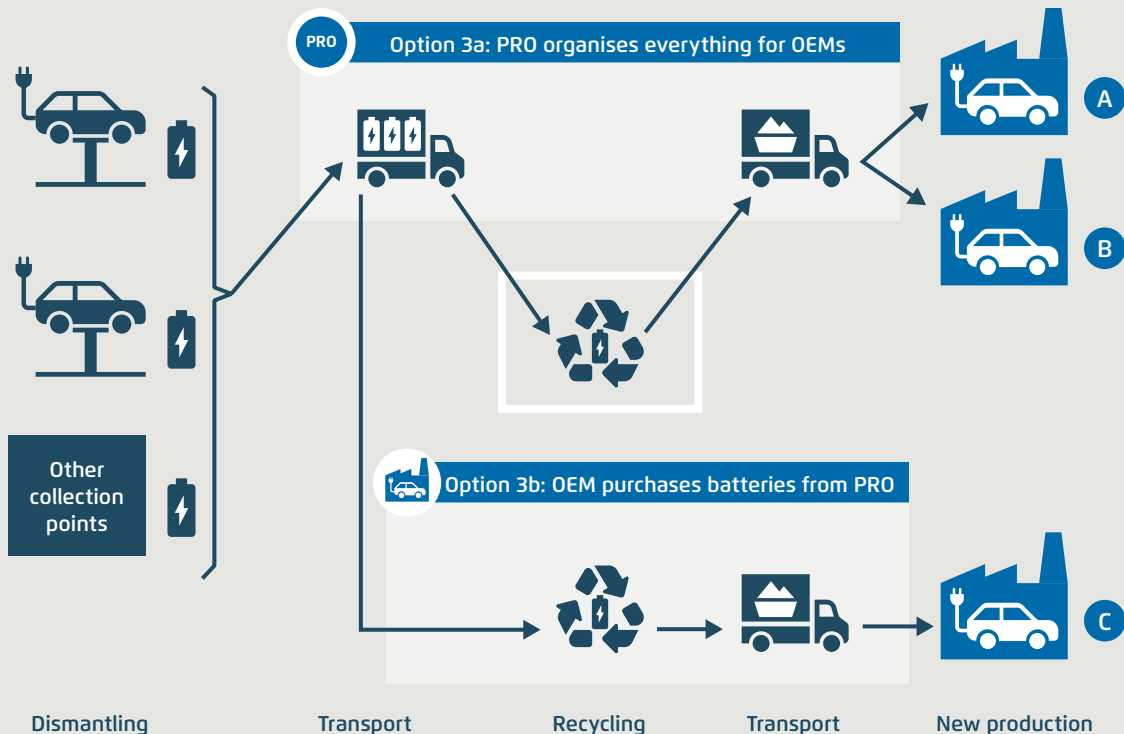 PRO
Option 3a: PRO organises everything for OEMs
A
B
Other
collection
points
Option 3b: OEM purchases batteries from PRO
C
Dismantling
Transport
Recycling
Transport
New production